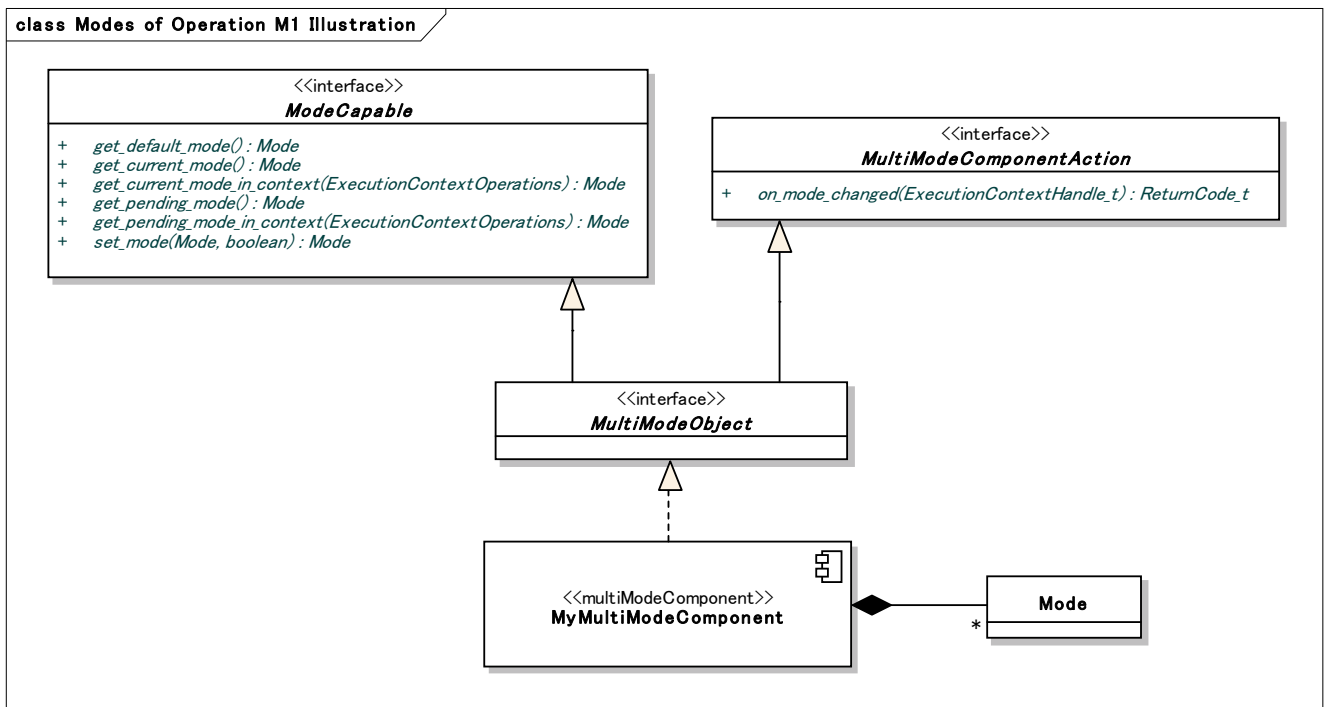 class Modes of Operation M1 Illustration
<<interface>>
ModeCapable
+ get_default_mode() : Mode
+ get_current_mode() : Mode
+ get_current_mode_in_context(ExecutionContextOperations) : Mode
+ get_pending_mode() : Mode
+ get_pending_mode_in_context(ExecutionContextOperations) : Mode
+ set_mode(Mode, boolean) : Mode
<<interface>>
MultiModeComponentAction
+ on_mode_changed(ExecutionContextHandle_t) : ReturnCode_t
<<interface>>
MultiModeObject
<<multiModeComponent>>
MyMultiModeComponent
Mode
*